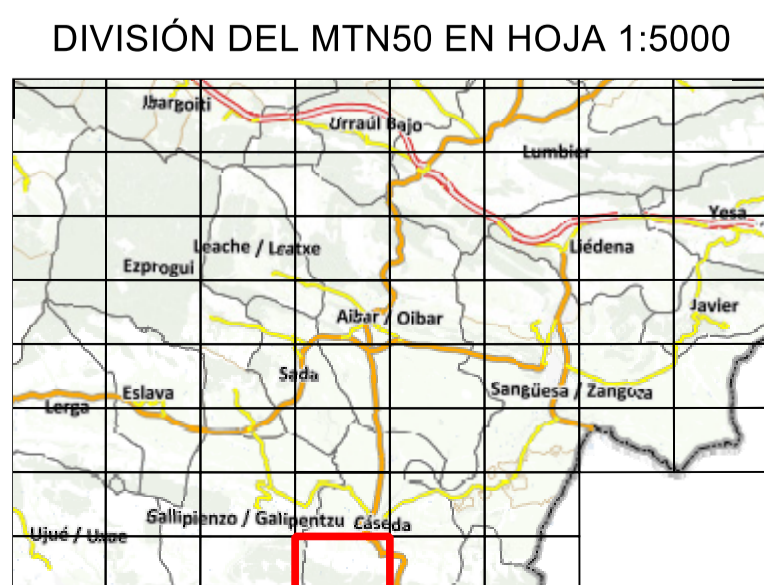 DIVISIÓN DEL MTN50 EN HOJA 1:5000
Ibargoiti
Urraúl Bajo
Lumbier
Yesa
Leache / Leatxe
Liédena
Ezprogui
Javier
Aibar / Oibar
Sada
Eslava
Sangüesa / Zangoza
Lerga
Gallipienzo / Galipentzu
Cáseda
Ujué / Uxue